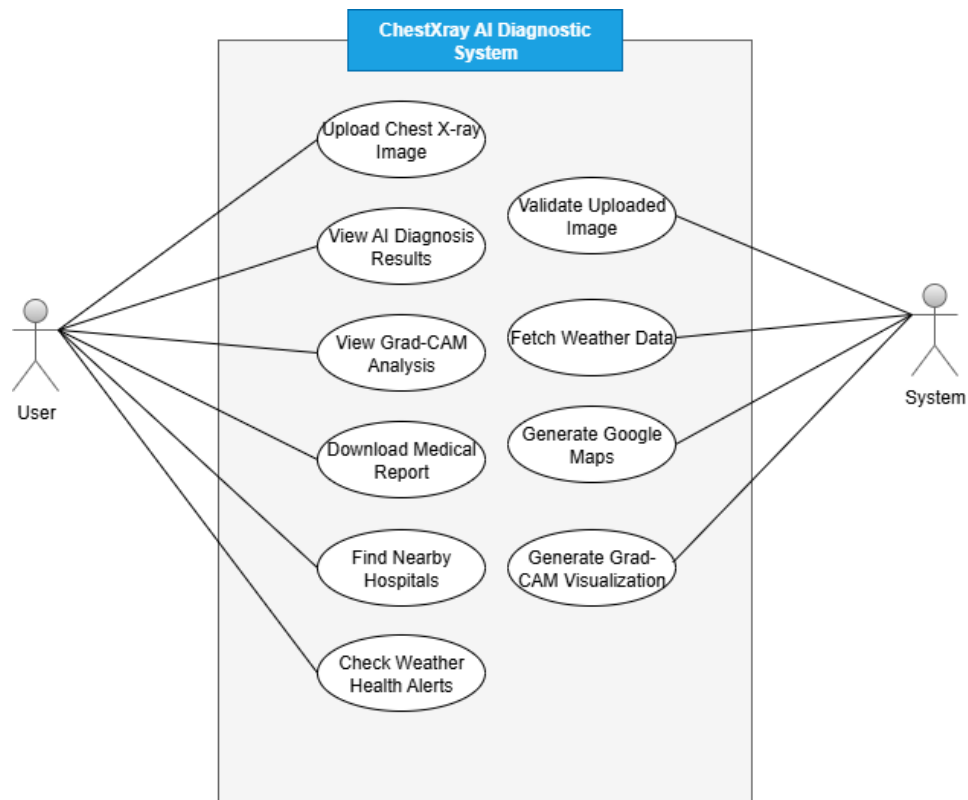 ChestXray AI Diagnostic
System
Upload Chest X-ray
Image
View AI Diagnosis
Results
View Grad-CAM
Analysis
Download Medical
Report
Find Nearby
Hospitals
Check Weather
Health Alerts
Validate Uploaded
Image
Fetch Weather Data
Generate Google
Maps
Generate Grad-
CAM Visualization
User
System